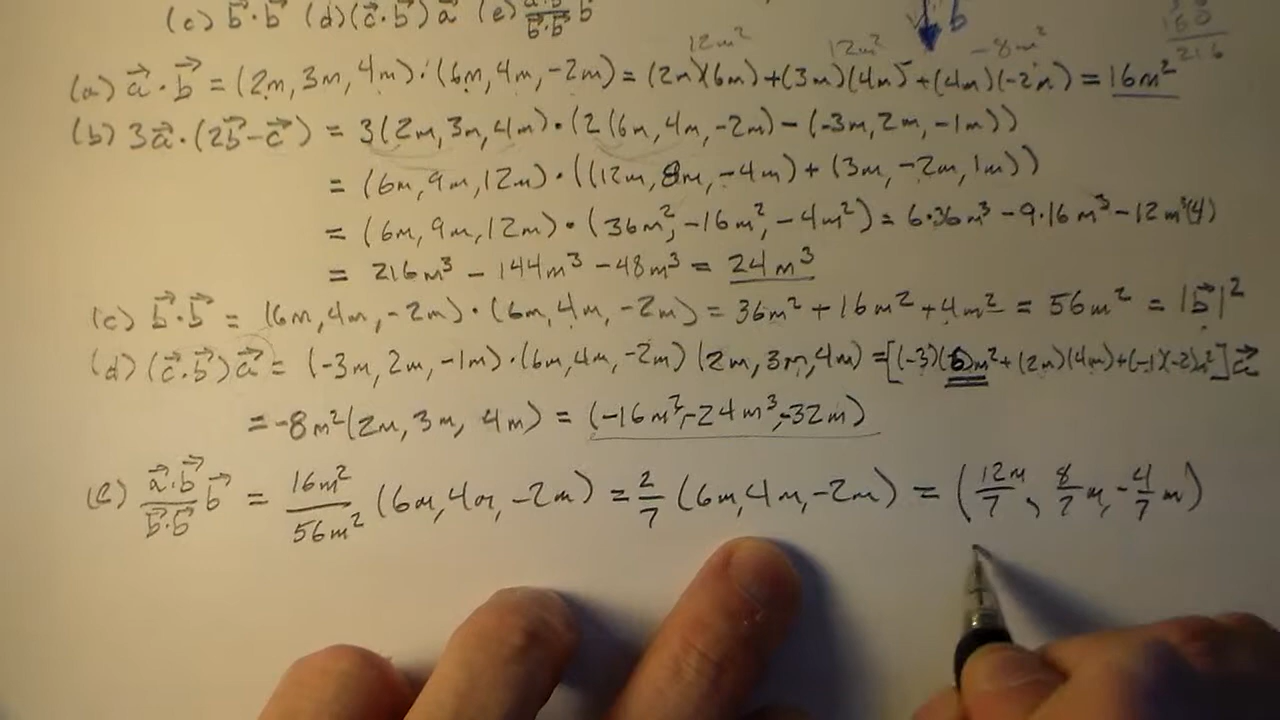 (c) b⃗·b⃗ (d) (c⃗·b⃗) a⃗ (e) a⃗·b⃗/b⃗·b⃗ b⃗
b
160
216
12m² 12m² -8m²
(a) a⃗·b⃗ = (2m, 3m, 4m)·(6m, 4m, -2m) = (2m)(6m) + (3m)(4m) + (4m)(-2m) = 16m²
(b) 3a⃗·(2b⃗-c⃗) = 3(2m, 3m, 4m)·(2(6m, 4m, -2m) - (-3m, 2m, -1m))
= (6m, 9m, 12m)·((12m, 8m, -4m) + (3m, -2m, 1m))
= (6m, 9m, 12m)·(36m², -16m², -4m²) = 6·36m³ - 9·16m³ - 12m³(4)
= 216m³ - 144m³ - 48m³ = 24m³
(c) b⃗·b⃗ = (6m, 4m, -2m)·(6m, 4m, -2m) = 36m² + 16m² + 4m² = 56m² = |b⃗|²
(d) (c⃗·b⃗)a⃗ = (-3m, 2m, -1m)·(6m, 4m, -2m) (2m, 3m, 4m) = [(-3)(6)m² + (2m)(4m) + (-1)(-2)m²]a⃗
= -8m²(2m, 3m, 4m) = (-16m³, -24m³, -32m)
(e) a⃗·b⃗/b⃗·b⃗ b⃗ = 16m²/56m² (6m, 4m, -2m) = 2/7 (6m, 4m, -2m) = (12m/7, 8/7 m, -4/7 m)